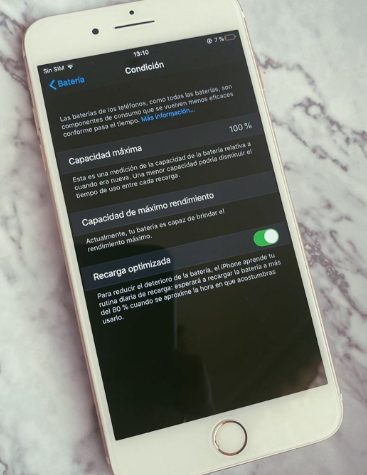 Sin SIM 13:10 7 %
Batería Condición
Las baterías de los teléfonos, como todas las baterías, son
componentes de consumo que se vuelven menos eficaces
conforme pasa el tiempo. Más información...
Capacidad máxima 100 %
Esta es una medición de la capacidad de la batería relativa a
cuando era nueva. Una menor capacidad podría disminuir el
tiempo de uso entre cada recarga.
Capacidad de máximo rendimiento
Actualmente, tu batería es capaz de brindar el
rendimiento máximo.
Recarga optimizada
Para reducir el deterioro de la batería, el iPhone aprende tu
rutina diaria de recarga: esperará a recargar la batería a más
del 80 % cuando se aproxime la hora en que acostumbras
usarlo.